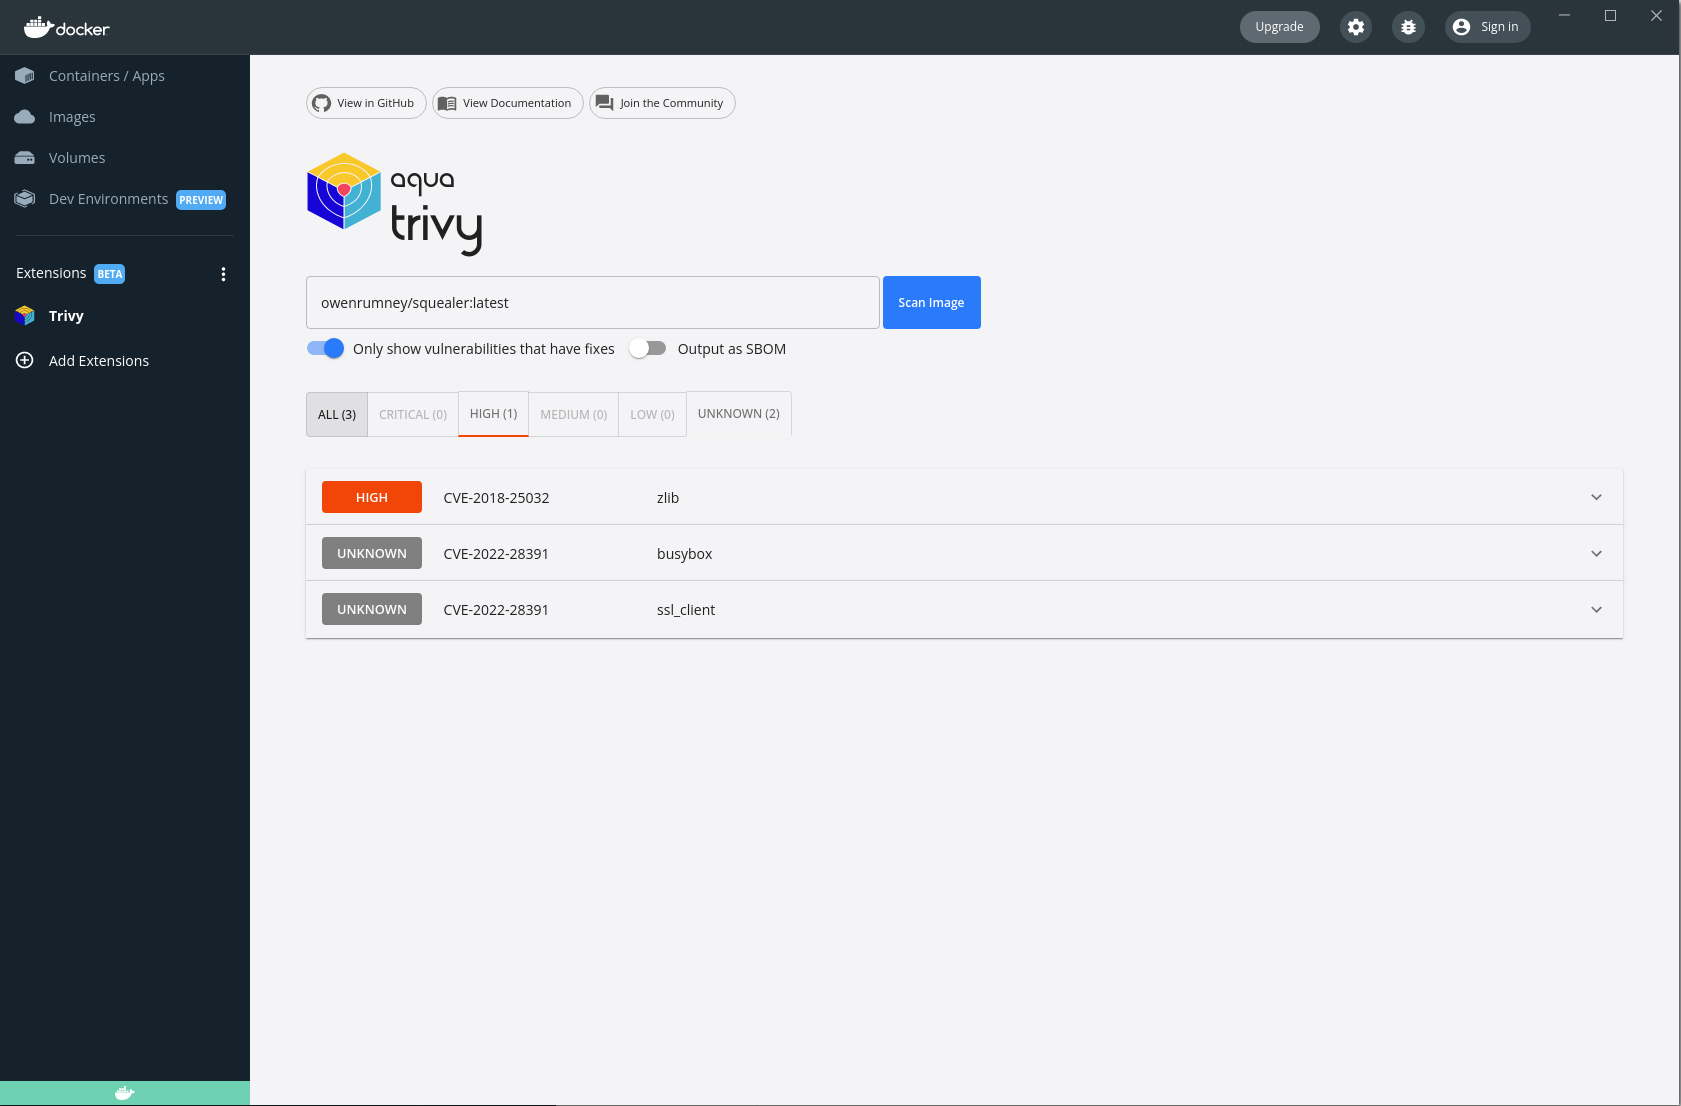 docker
Upgrade
Sign in
Containers / Apps
Images
Volumes
Dev Environments PREVIEW
Extensions BETA
Trivy
Add Extensions
View in GitHub
View Documentation
Join the Community
aqua
trivy
owenrumney/squealer:latest
Scan Image
Only show vulnerabilities that have fixes
Output as SBOM
ALL (3)
CRITICAL (0)
HIGH (1)
MEDIUM (0)
LOW (0)
UNKNOWN (2)
HIGH CVE-2018-25032 zlib
UNKNOWN CVE-2022-28391 busybox
UNKNOWN CVE-2022-28391 ssl_client